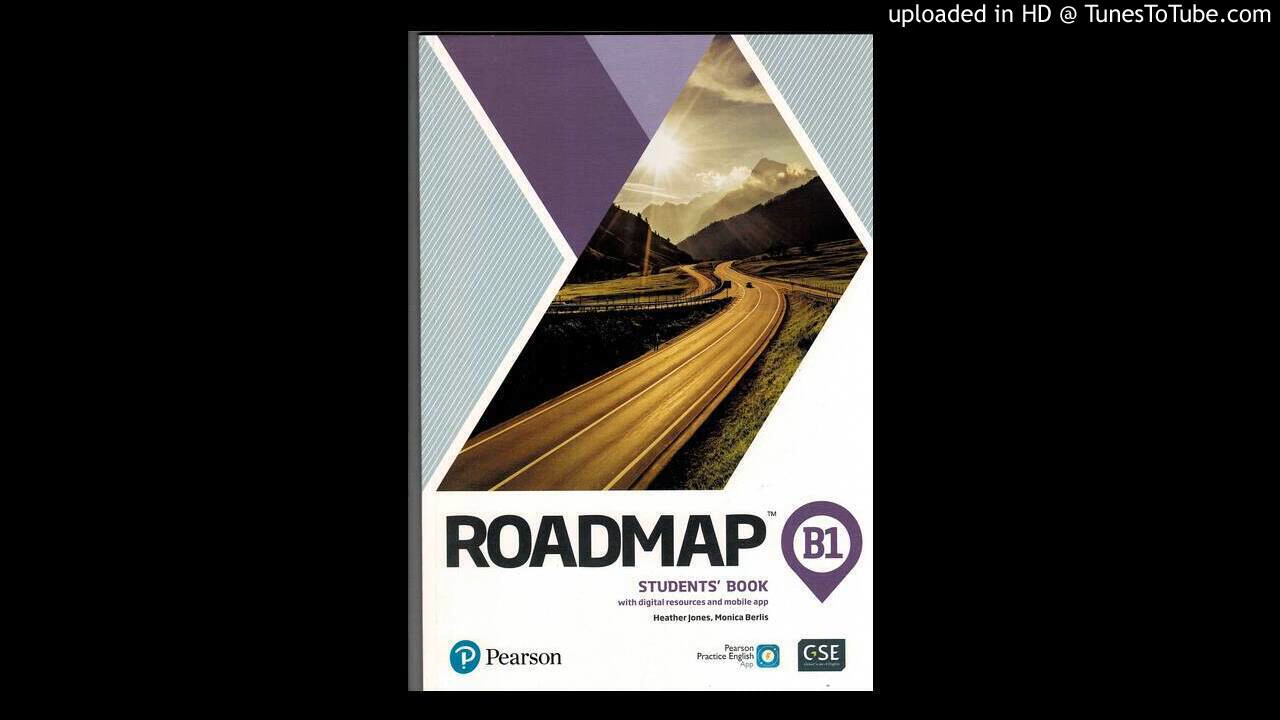 uploaded in HD @ TunesToTube.com
ROADMAP™
B1
STUDENTS' BOOK
with digital resources and mobile app
Heather Jones, Monica Berlis
Pearson
Pearson
Practice English
App
GSE